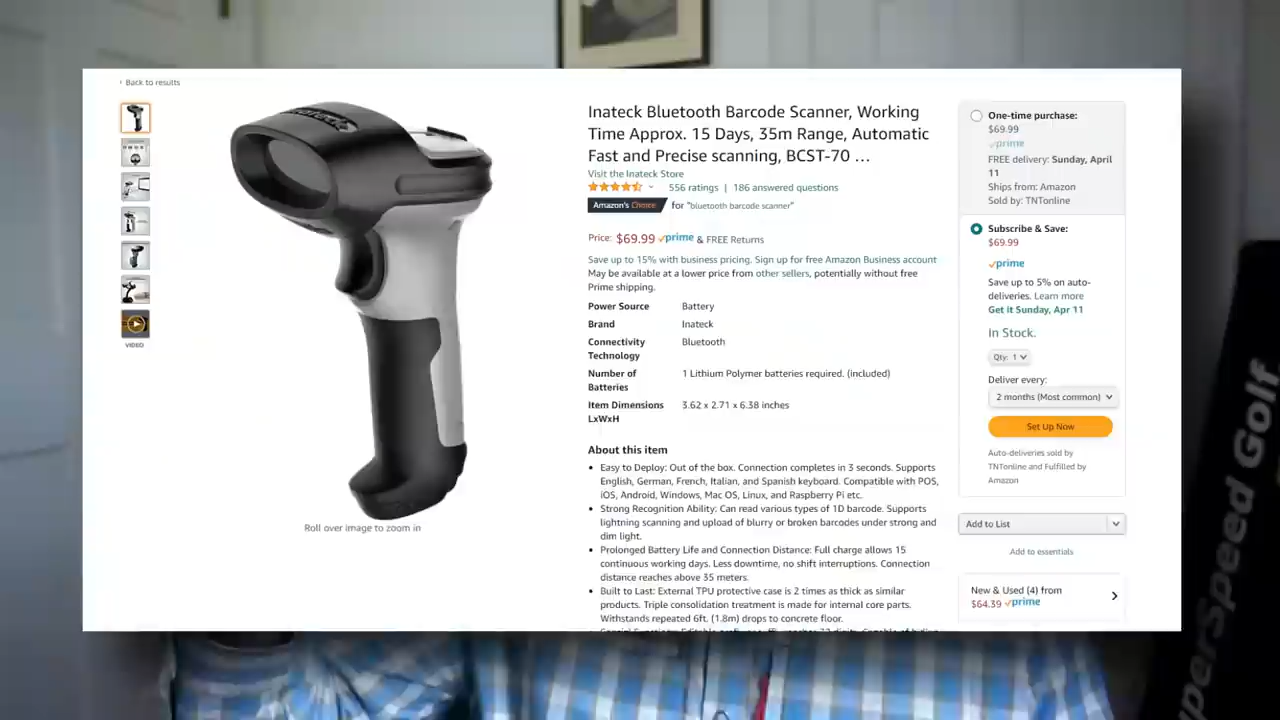 ‹ Back to results
Inateck
VIDEO
Roll over image to zoom in
Inateck Bluetooth Barcode Scanner, Working
Time Approx. 15 Days, 35m Range, Automatic
Fast and Precise scanning, BCST-70 …
Visit the Inateck Store
556 ratings | 186 answered questions
Amazon's Choice for "bluetooth barcode scanner"
Price: $69.99 prime & FREE Returns
Save up to 15% with business pricing. Sign up for free Amazon Business account
May be available at a lower price from other sellers, potentially without free
Prime shipping.
Power Source Battery
Brand Inateck
Connectivity Bluetooth
Technology
Number of 1 Lithium Polymer batteries required. (included)
Batteries
Item Dimensions 3.62 x 2.71 x 6.38 inches
LxWxH
About this item
• Easy to Deploy: Out of the box. Connection completes in 3 seconds. Supports
English, German, French, Italian, and Spanish keyboard. Compatible with POS,
iOS, Android, Windows, Mac OS, Linux, and Raspberry Pi etc.
• Strong Recognition Ability: Can read various types of 1D barcode. Supports
lightning scanning and upload of blurry or broken barcodes under strong and
dim light.
• Prolonged Battery Life and Connection Distance: Full charge allows 15
continuous working days. Less downtime, no shift interruptions. Connection
distance reaches above 35 meters.
• Built to Last: External TPU protective case is 2 times as thick as similar
products. Triple consolidation treatment is made for internal core parts.
Withstands repeated 6ft. (1.8m) drops to concrete floor.
One-time purchase:
$69.99
prime
FREE delivery: Sunday, April
11
Ships from: Amazon
Sold by: TNTonline
Subscribe & Save:
$69.99
prime
Save up to 5% on auto-
deliveries. Learn more
Get it Sunday, Apr 11
In Stock.
Qty: 1
Deliver every:
2 months (Most common)
Set Up Now
Auto-deliveries sold by
TNTonline and Fulfilled by
Amazon
Add to List
Add to essentials
New & Used (4) from
$64.39 prime
uperSpeed Golf